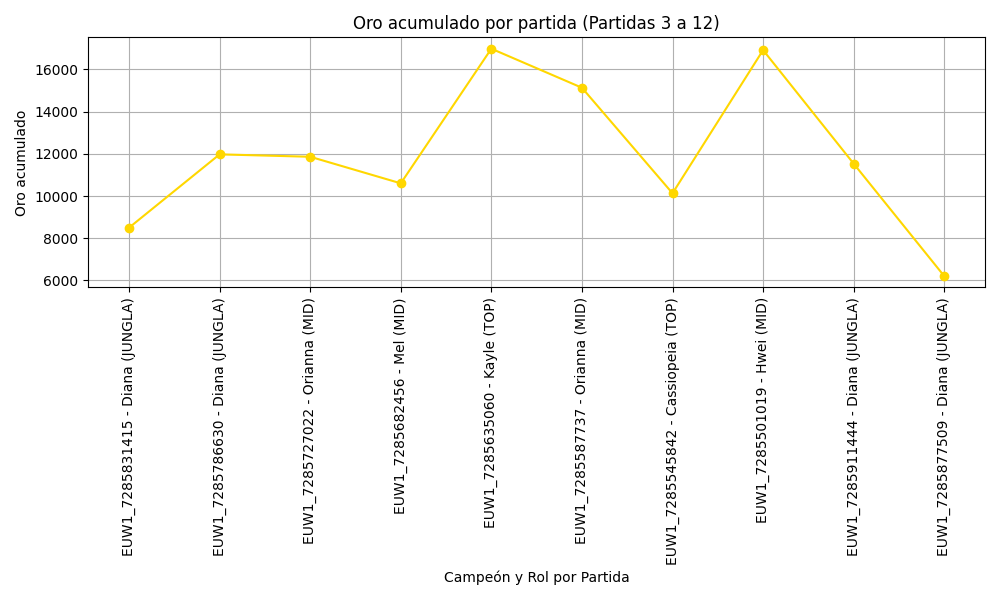 Oro acumulado por partida (Partidas 3 a 12)
Oro acumulado
16000
14000
12000
10000
8000
6000
EUW1_7285831415 - Diana (JUNGLA)
EUW1_7285786630 - Diana (JUNGLA)
EUW1_7285727022 - Orianna (MID)
EUW1_7285682456 - Mel (MID)
EUW1_7285635060 - Kayle (TOP)
EUW1_7285587737 - Orianna (MID)
EUW1_7285545842 - Cassiopeia (TOP)
EUW1_7285501019 - Hwei (MID)
EUW1_7285911444 - Diana (JUNGLA)
EUW1_7285877509 - Diana (JUNGLA)
Campeón y Rol por Partida